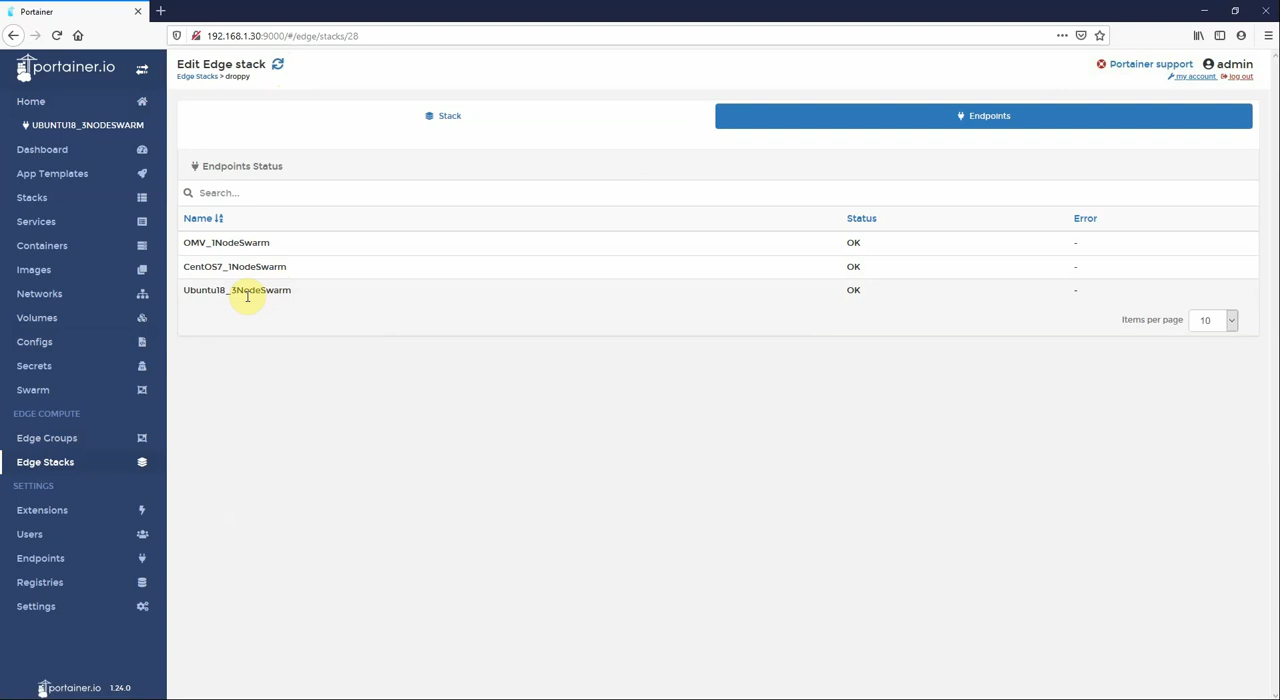 Portainer
192.168.1.30:9000/#/edge/stacks/28
portainer.io
Home
UBUNTU18_3NODESWARM
Dashboard
App Templates
Stacks
Services
Containers
Images
Networks
Volumes
Configs
Secrets
Swarm
EDGE COMPUTE
Edge Groups
Edge Stacks
SETTINGS
Extensions
Users
Endpoints
Registries
Settings
portainer.io 1.24.0
Edit Edge stack
Edge Stacks > droppy
Portainer support admin
my account log out
Stack
Endpoints
Endpoints Status
Search...
Name Status Error
OMV_1NodeSwarm OK -
CentOS7_1NodeSwarm OK -
Ubuntu18_3NodeSwarm OK -
Items per page 10